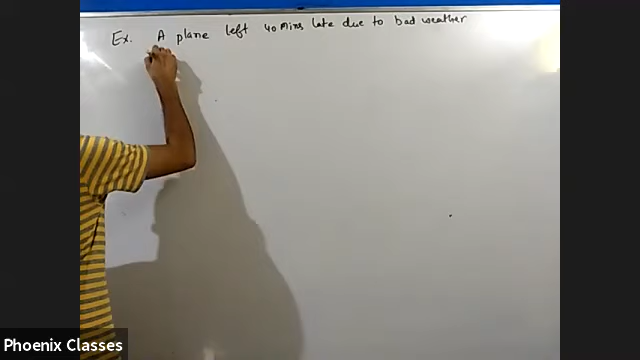 Ex. A plane left 40 Mins late due to bad weather
Phoenix Classes